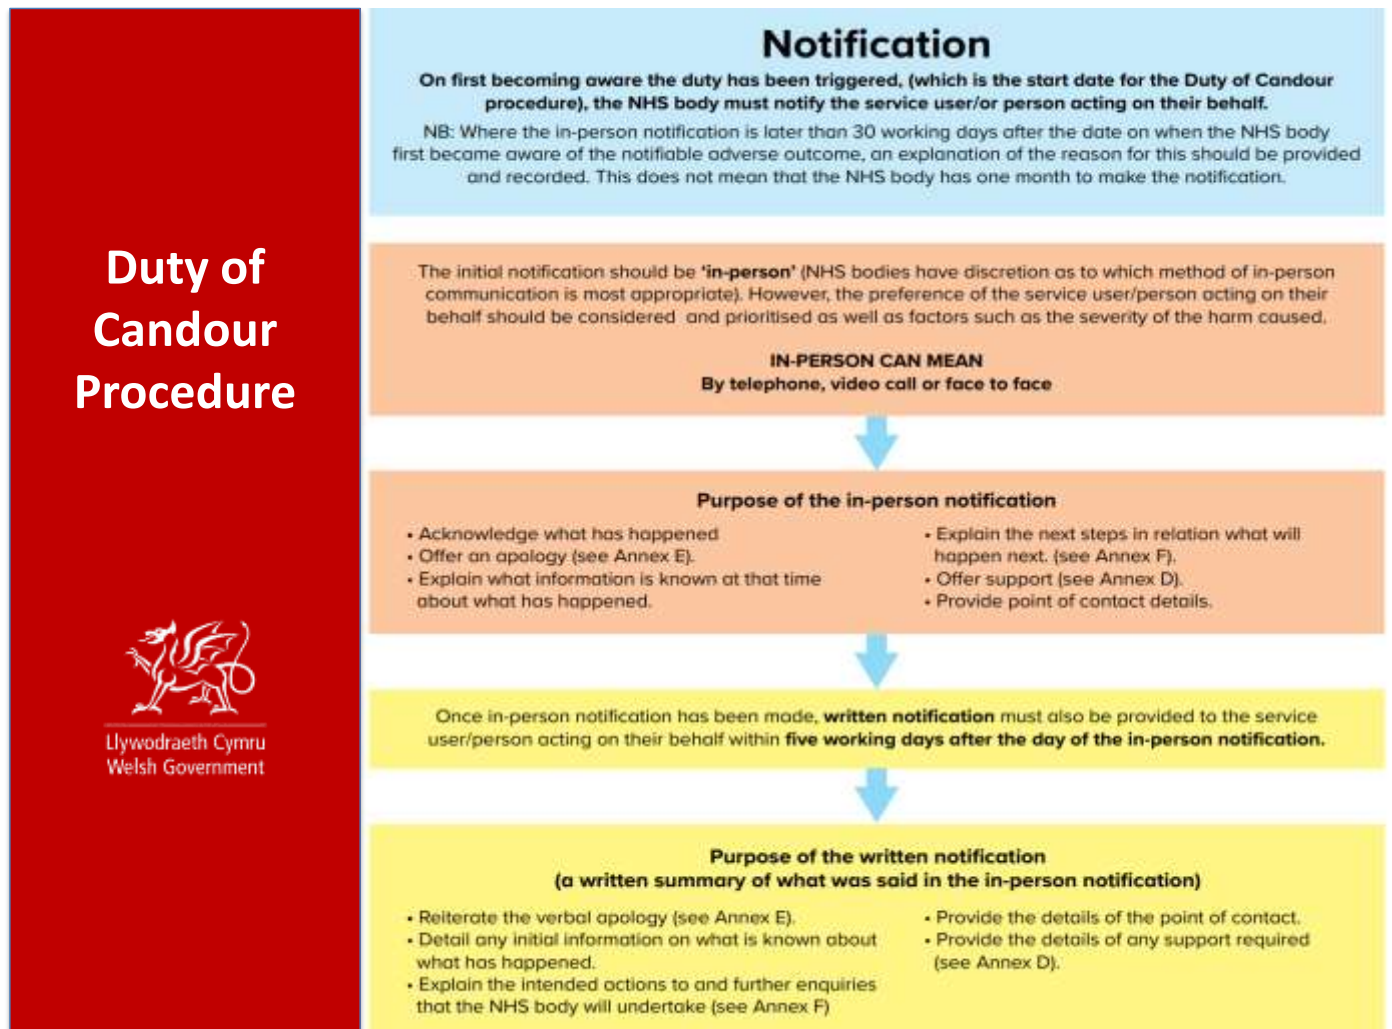 Duty of
Candour
Procedure
Llywodraeth Cymru
Welsh Government
Notification
On first becoming aware the duty has been triggered, (which is the start date for the Duty of Candour
procedure), the NHS body must notify the service user/or person acting on their behalf.
NB: Where the in-person notification is later than 30 working days after the date on when the NHS body
first became aware of the notifiable adverse outcome, an explanation of the reason for this should be provided
and recorded. This does not mean that the NHS body has one month to make the notification.
The initial notification should be 'in-person' (NHS bodies have discretion as to which method of in-person
communication is most appropriate). However, the preference of the service user/person acting on their
behalf should be considered and prioritised as well as factors such as the severity of the harm caused.
IN-PERSON CAN MEAN
By telephone, video call or face to face
Purpose of the in-person notification
• Acknowledge what has happened
• Offer an apology (see Annex E).
• Explain what information is known at that time
about what has happened.
• Explain the next steps in relation what will
happen next. (see Annex F).
• Offer support (see Annex D).
• Provide point of contact details.
Once in-person notification has been made, written notification must also be provided to the service
user/person acting on their behalf within five working days after the day of the in-person notification.
Purpose of the written notification
(a written summary of what was said in the in-person notification)
• Reiterate the verbal apology (see Annex E).
• Detail any initial information on what is known about
what has happened.
• Explain the intended actions to and further enquiries
that the NHS body will undertake (see Annex F)
• Provide the details of the point of contact.
• Provide the details of any support required
(see Annex D).